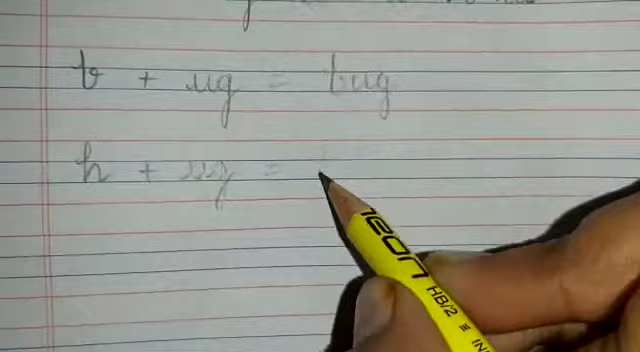 b + ug = bug
h + ug =
HB/2